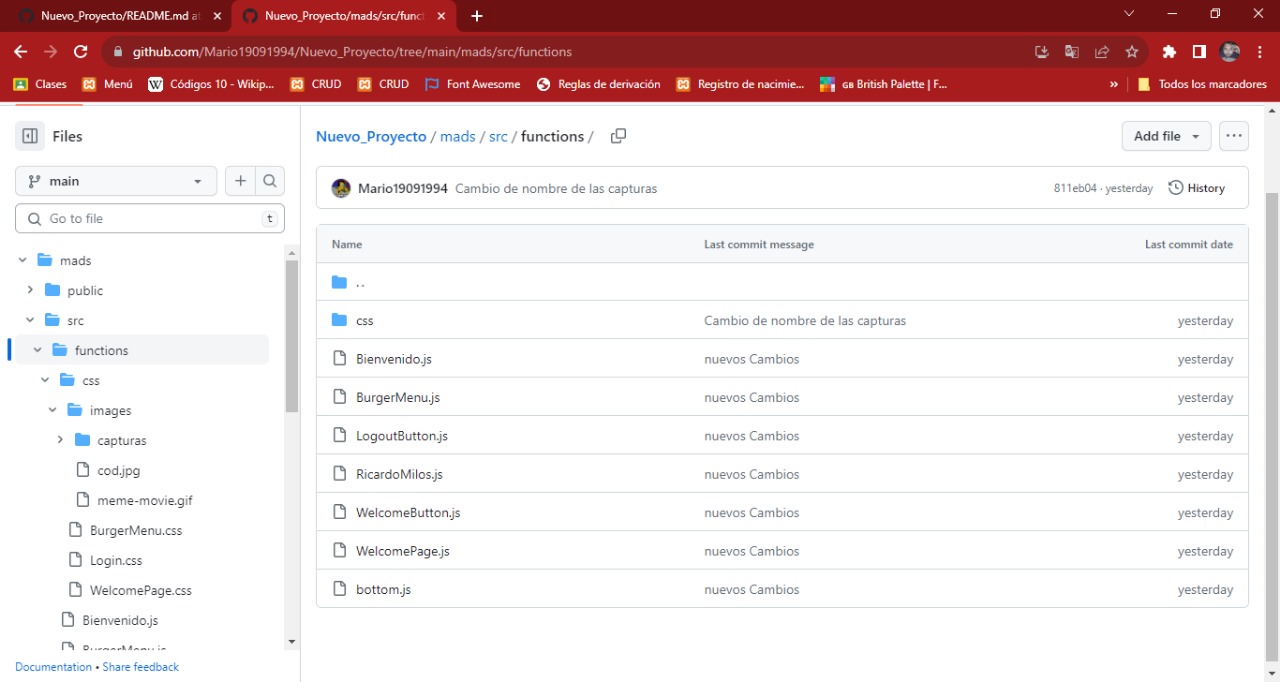 Nuevo_Proyecto/README.md at
Nuevo_Proyecto/mads/src/funct
github.com/Mario19091994/Nuevo_Proyecto/tree/main/mads/src/functions
Clases
Menú
W Códigos 10 - Wikip...
CRUD
CRUD
Font Awesome
Reglas de derivación
Registro de nacimie...
GB British Palette | F...
»
Todos los marcadores
Files
Nuevo_Proyecto / mads / src / functions /
Add file
main
Mario19091994 Cambio de nombre de las capturas
811eb04 · yesterday
History
Go to file
t
Name Last commit message Last commit date
mads
public
src
functions
css
images
capturas
cod.jpg
meme-movie.gif
BurgerMenu.css
Login.css
WelcomePage.css
Bienvenido.js
BurgerMenu.js
Documentation • Share feedback
..
css Cambio de nombre de las capturas yesterday
Bienvenido.js nuevos Cambios yesterday
BurgerMenu.js nuevos Cambios yesterday
LogoutButton.js nuevos Cambios yesterday
RicardoMilos.js nuevos Cambios yesterday
WelcomeButton.js nuevos Cambios yesterday
WelcomePage.js nuevos Cambios yesterday
bottom.js nuevos Cambios yesterday